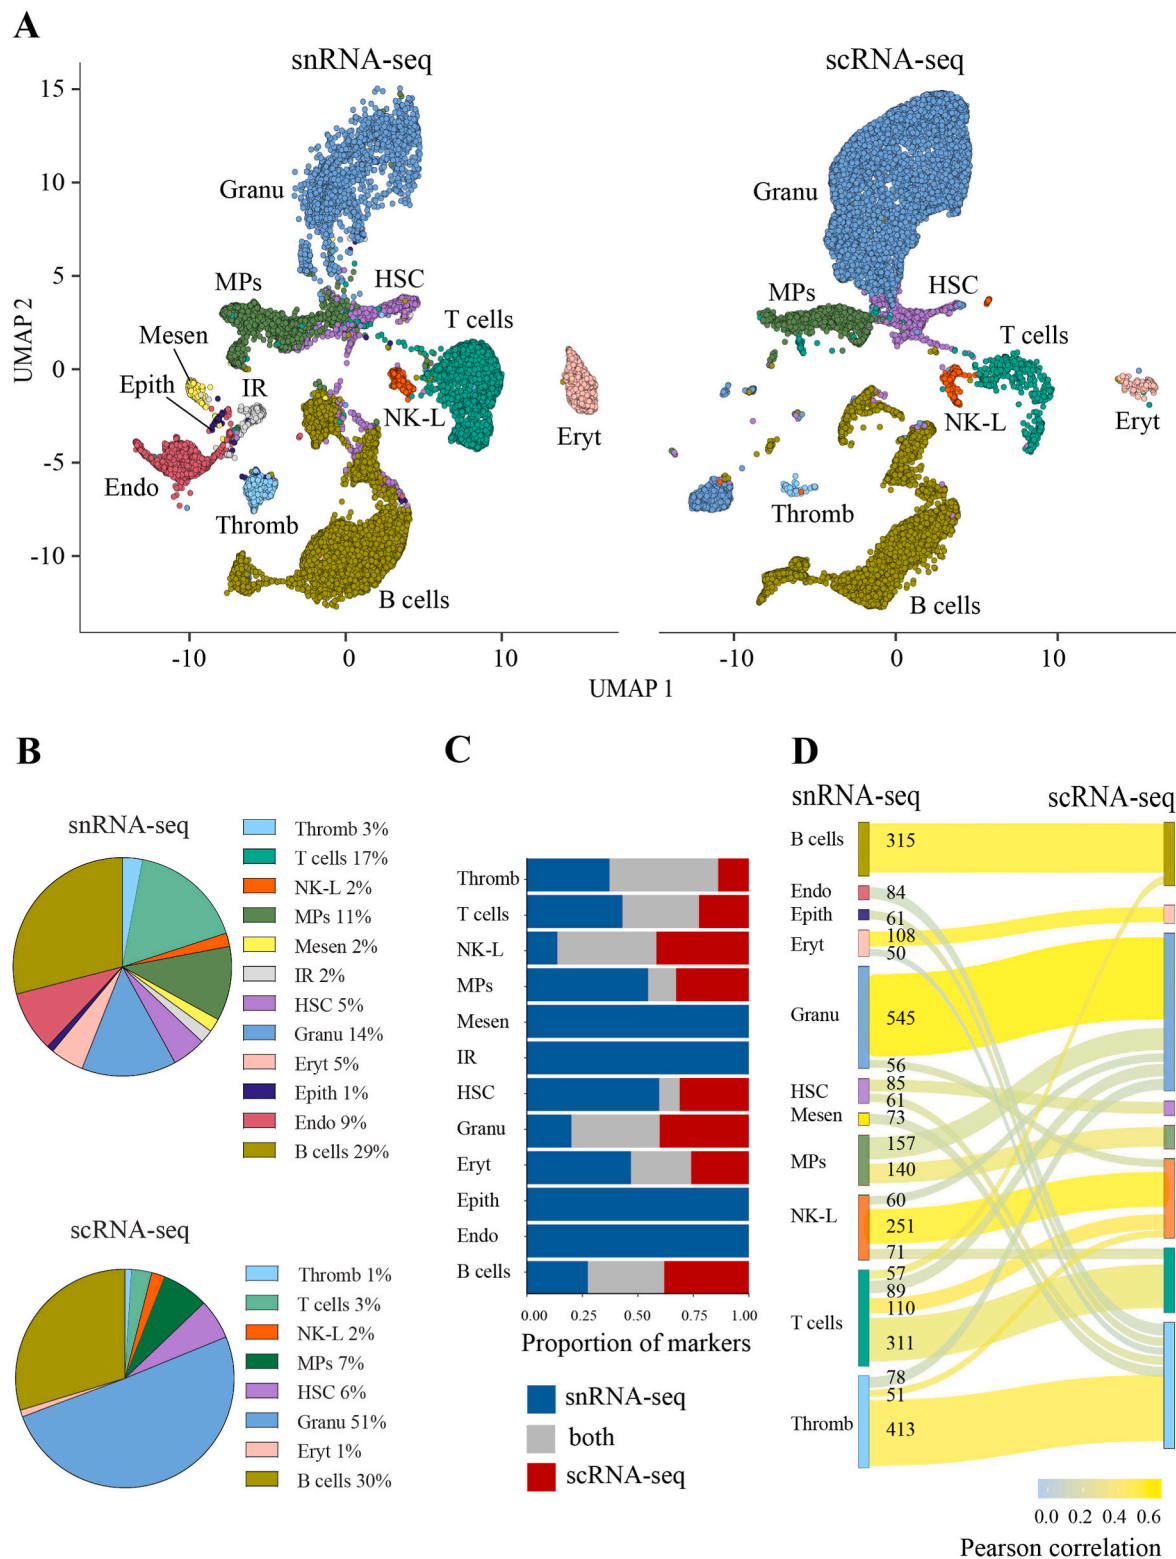 A
snRNA-seq
scRNA-seq
15
10
5
0
-5
-10
UMAP 2
Granu
MPs
HSC
Mesen
T cells
Epith
IR
NK-L
Endo
Thromb
Eryt
B cells
Granu
MPs
HSC
T cells
NK-L
Eryt
Thromb
B cells
-10
0
10
-10
0
10
UMAP 1
B
snRNA-seq
Thromb 3%
T cells 17%
NK-L 2%
MPs 11%
Mesen 2%
IR 2%
HSC 5%
Granu 14%
Eryt 5%
Epith 1%
Endo 9%
B cells 29%
scRNA-seq
Thromb 1%
T cells 3%
NK-L 2%
MPs 7%
HSC 6%
Granu 51%
Eryt 1%
B cells 30%
C
Thromb
T cells
NK-L
MPs
Mesen
IR
HSC
Granu
Eryt
Epith
Endo
B cells
0.00 0.25 0.50 0.75 1.00
Proportion of markers
snRNA-seq
both
scRNA-seq
D
snRNA-seq
scRNA-seq
B cells 315
Endo 84
Epith 61
Eryt 108
50
Granu 545
56
HSC 85
61
Mesen 73
157
MPs 140
60
NK-L 251
71
57
89
110
T cells 311
78
51
Thromb 413
0.0 0.2 0.4 0.6
Pearson correlation